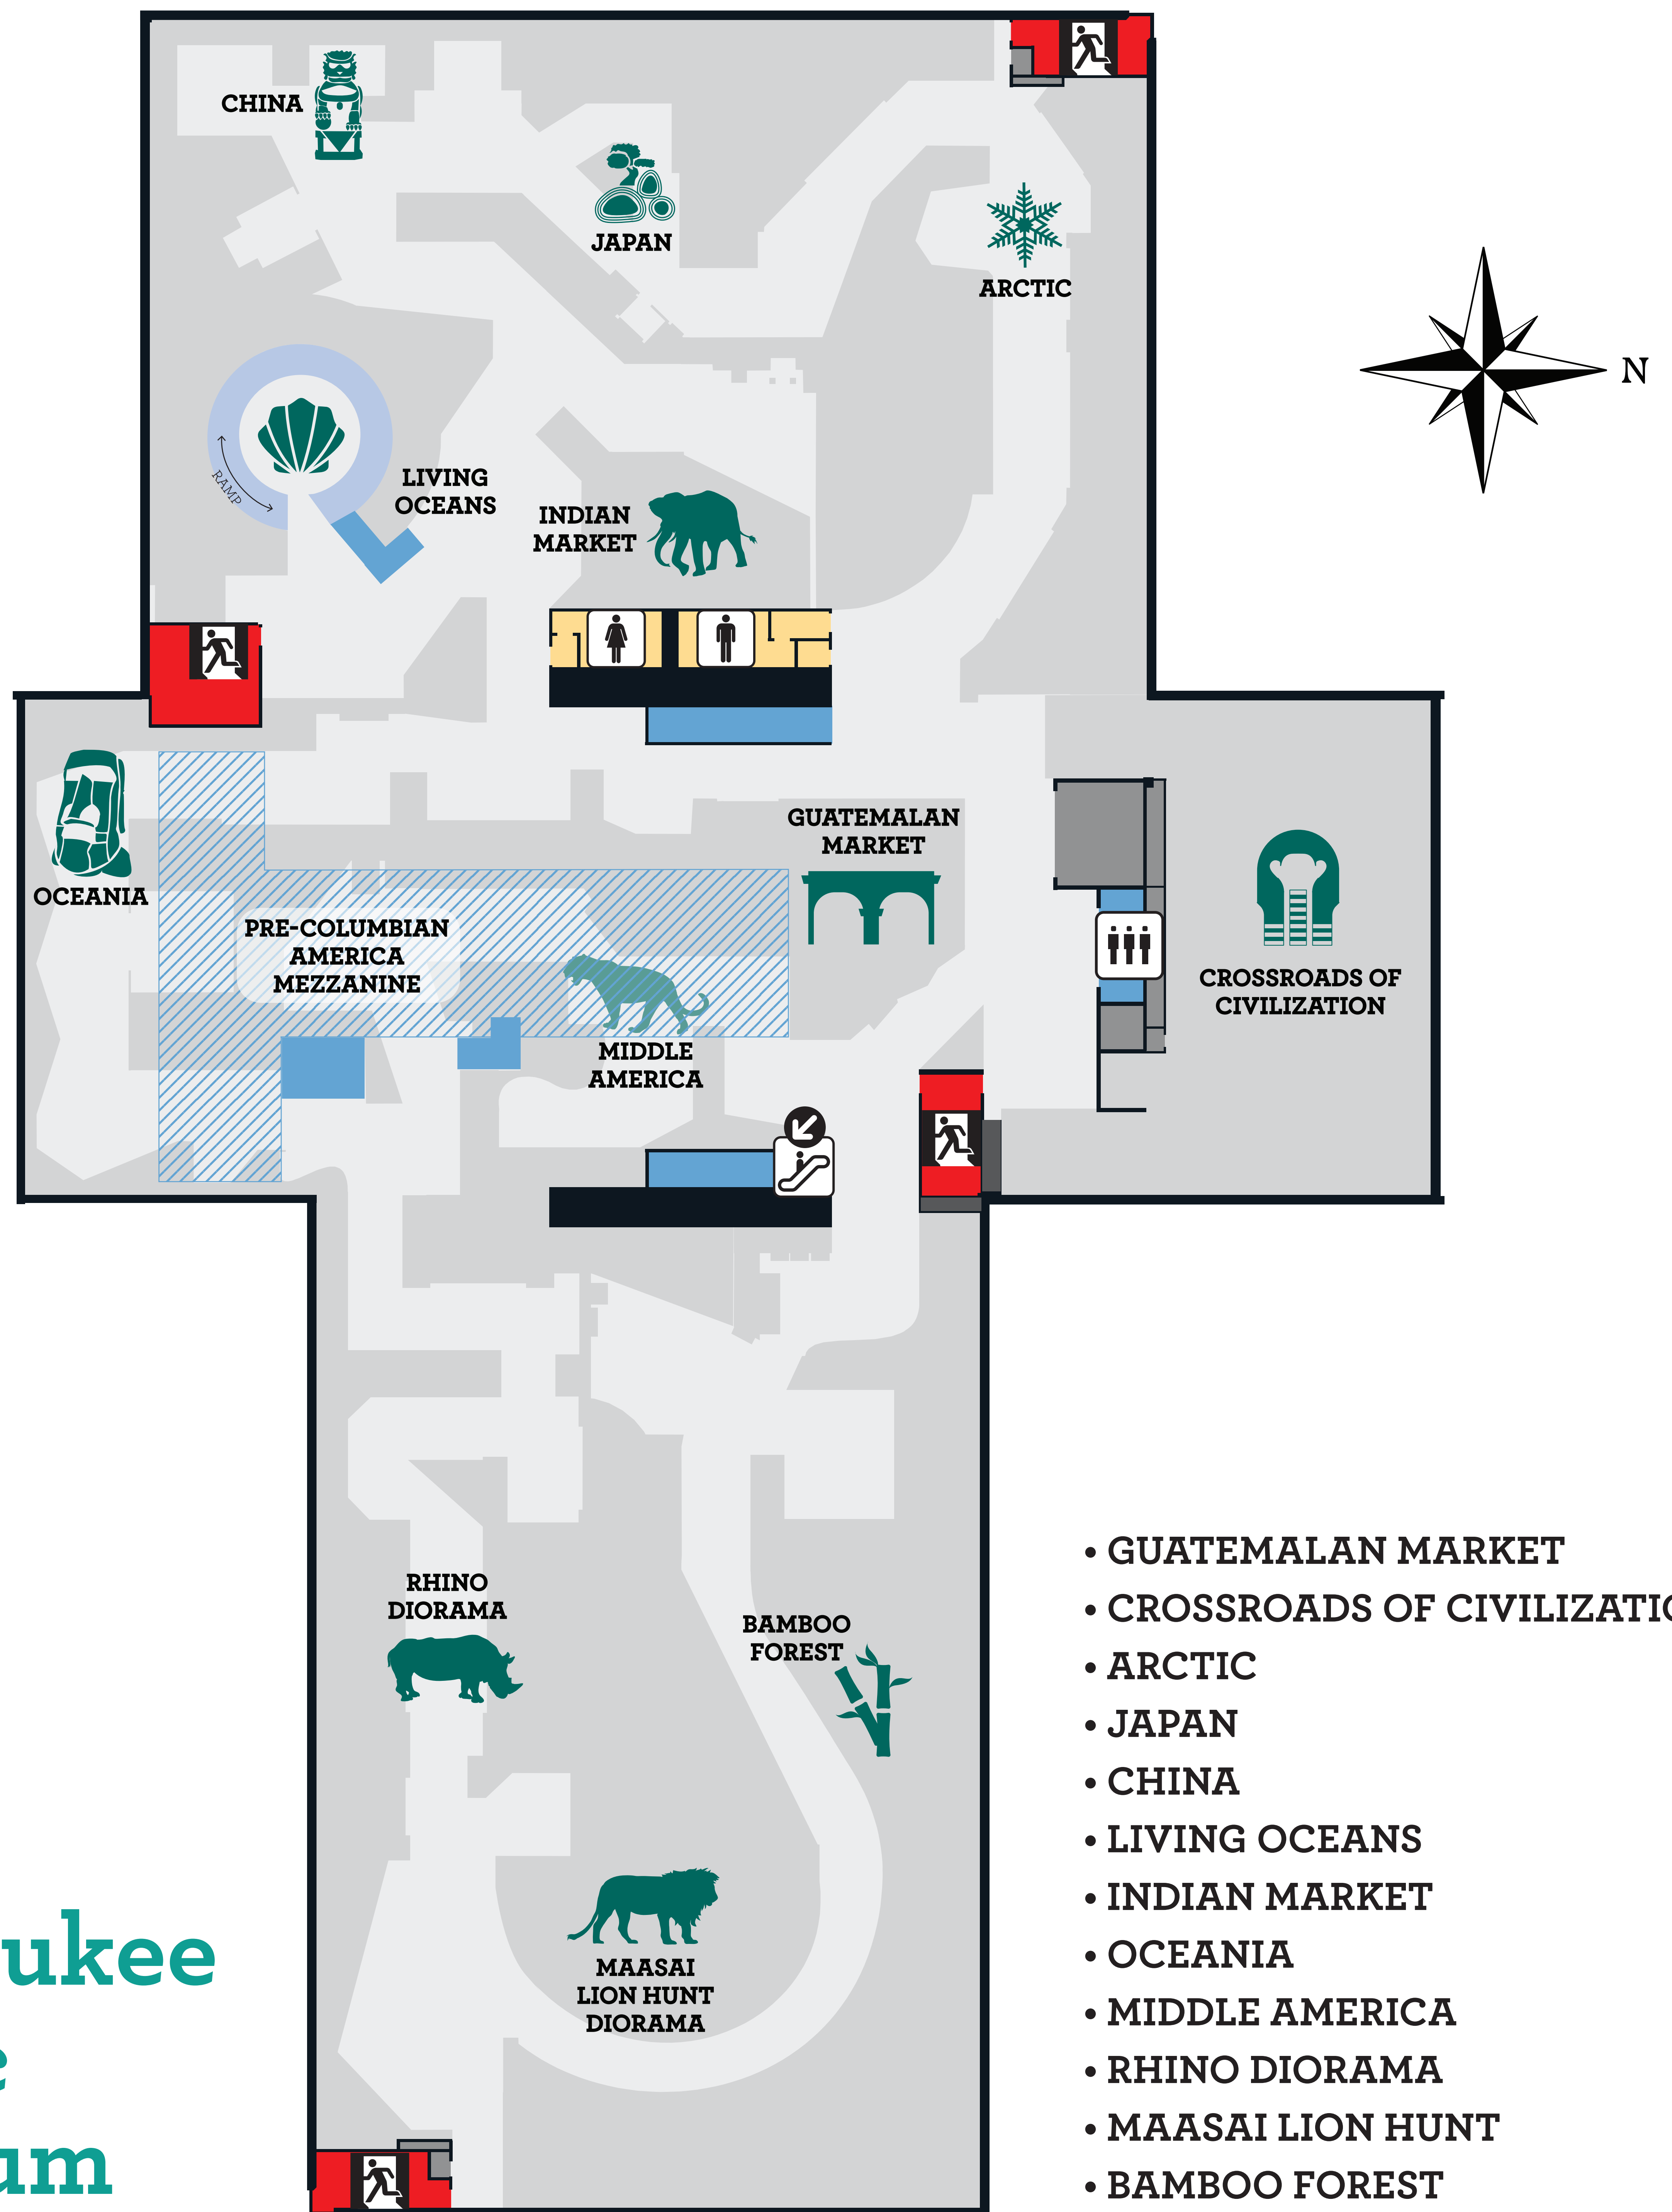 CHINA
JAPAN
ARCTIC
N
RAMP
LIVING
OCEANS
INDIAN
MARKET
GUATEMALAN
MARKET
OCEANIA
PRE-COLUMBIAN
AMERICA
MEZZANINE
CROSSROADS OF
CIVILIZATION
MIDDLE
AMERICA
RHINO
DIORAMA
BAMBOO
FOREST
MAASAI
LION HUNT
DIORAMA
• GUATEMALAN MARKET
• CROSSROADS OF CIVILIZATIO
• ARCTIC
• JAPAN
• CHINA
• LIVING OCEANS
• INDIAN MARKET
• OCEANIA
• MIDDLE AMERICA
• RHINO DIORAMA
• MAASAI LION HUNT
• BAMBOO FOREST
ukee
um